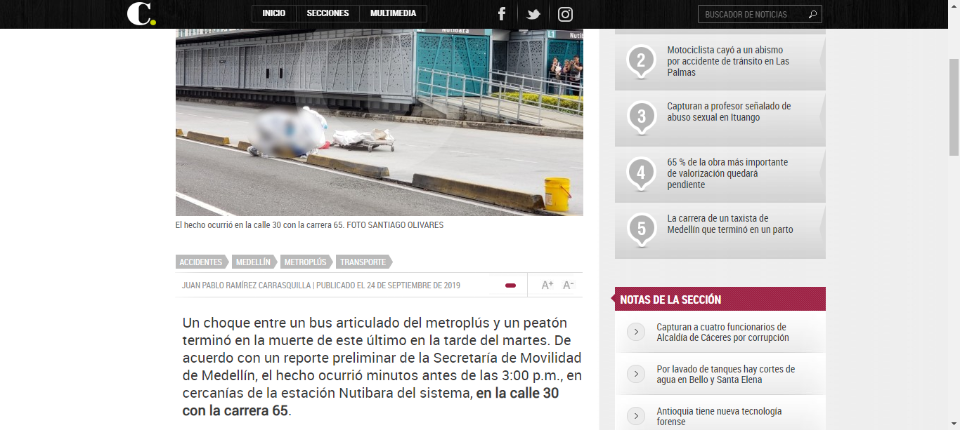 C.
INICIO
SECCIONES
MULTIMEDIA
BUSCADOR DE NOTICIAS
Nutibara
L1
Nutib
El hecho ocurrió en la calle 30 con la carrera 65. FOTO SANTIAGO OLIVARES
ACCIDENTES
MEDELLÍN
METROPLÚS
TRANSPORTE
JUAN PABLO RAMÍREZ CARRASQUILLA | PUBLICADO EL 24 DE SEPTIEMBRE DE 2019
A+ A-
Un choque entre un bus articulado del metroplús y un peatón
terminó en la muerte de este último en la tarde del martes. De
acuerdo con un reporte preliminar de la Secretaría de Movilidad
de Medellín, el hecho ocurrió minutos antes de las 3:00 p.m., en
cercanías de la estación Nutibara del sistema, en la calle 30
con la carrera 65.
2
Motociclista cayó a un abismo
por accidente de tránsito en Las
Palmas
3
Capturan a profesor señalado de
abuso sexual en Ituango
4
65 % de la obra más importante
de valorización quedará
pendiente
5
La carrera de un taxista de
Medellín que terminó en un parto
NOTAS DE LA SECCIÓN
Capturan a cuatro funcionarios de
Alcaldía de Cáceres por corrupción
Por lavado de tanques hay cortes de
agua en Bello y Santa Elena
Antioquia tiene nueva tecnología
forense